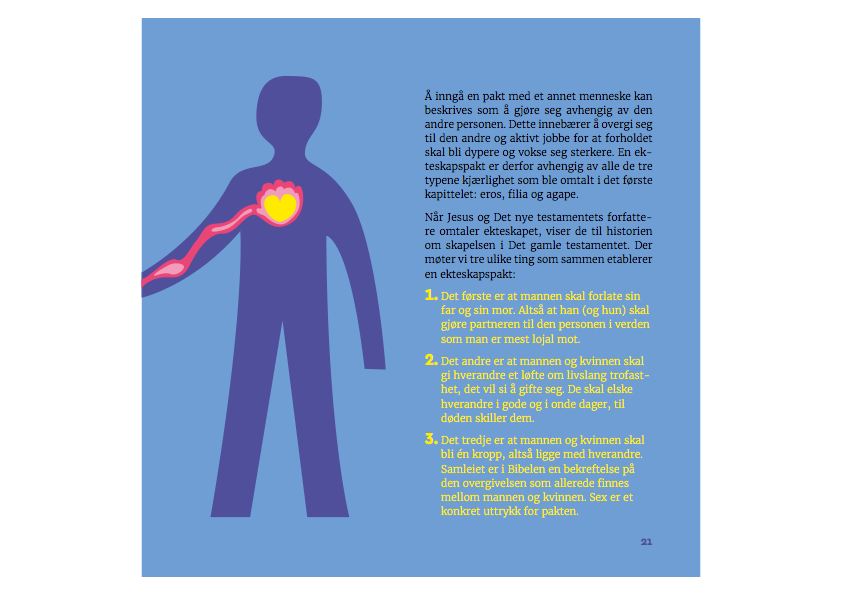 Å inngå en pakt med et annet menneske kan
beskrives som å gjøre seg avhengig av den
andre personen. Dette innebærer å overgi seg
til den andre og aktivt jobbe for at forholdet
skal bli dypere og vokse seg sterkere. En ek-
teskapspakt er derfor avhengig av alle de tre
typene kjærlighet som ble omtalt i det første
kapittelet: eros, filia og agape.
Når Jesus og Det nye testamentets forfatte-
re omtaler ekteskapet, viser de til historien
om skapelsen i Det gamle testamentet. Der
møter vi tre ulike ting som sammen etablerer
en ekteskapspakt:
1. Det første er at mannen skal forlate sin
far og sin mor. Altså at han (og hun) skal
gjøre partneren til den personen i verden
som man er mest lojal mot.
2. Det andre er at mannen og kvinnen skal
gi hverandre et løfte om livslang trofast-
het, det vil si å gifte seg. De skal elske
hverandre i gode og i onde dager, til
døden skiller dem.
3. Det tredje er at mannen og kvinnen skal
bli én kropp, altså ligge med hverandre.
Samleiet er i Bibelen en bekreftelse på
den overgivelsen som allerede finnes
mellom mannen og kvinnen. Sex er et
konkret uttrykk for pakten.
21